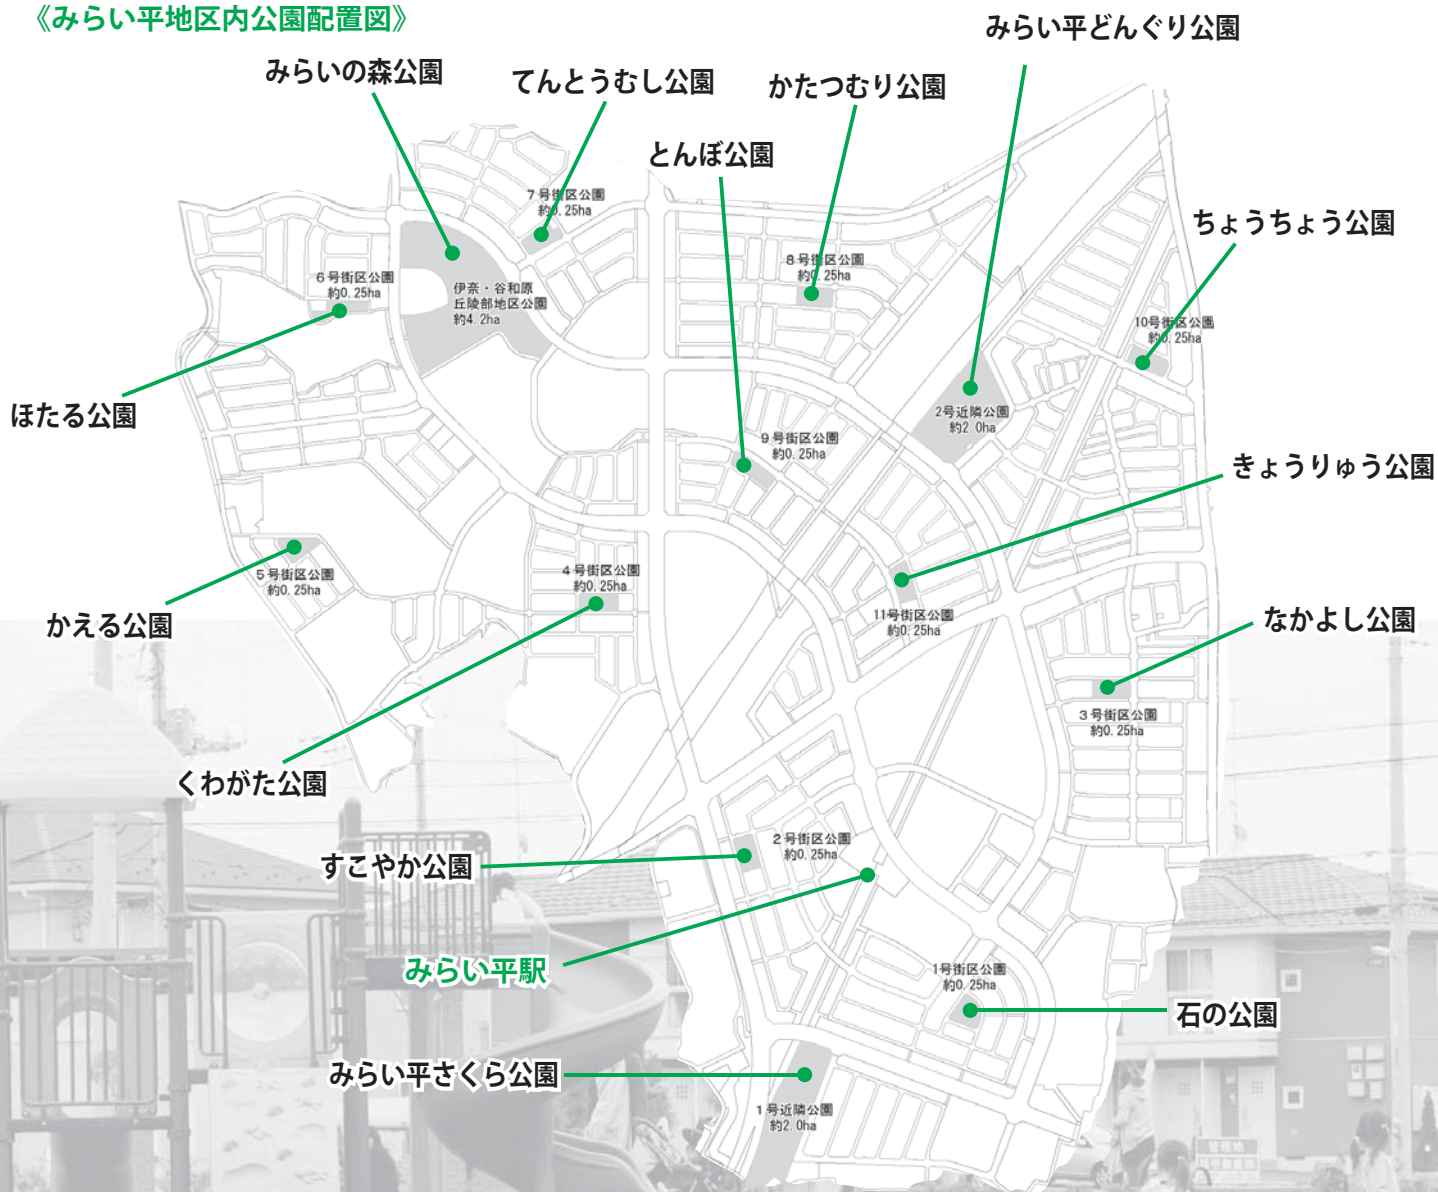 《みらい平地区内公園配置図》
みらい平どんぐり公園
みらいの森公園
てんとうむし公園
かたつむり公園
とんぼ公園
7号街区公園
約0.25ha
ちょうちょう公園
8号街区公園
約0.25ha
6号街区公園
約0.25ha
伊奈・谷和原
丘陵部地区公園
約4.2ha
10号街区公園
約0.25ha
ほたる公園
2号近隣公園
約2.0ha
9号街区公園
約0.25ha
きょうりゅう公園
5号街区公園
約0.25ha
4号街区公園
約0.25ha
かえる公園
11号街区公園
約0.25ha
なかよし公園
3号街区公園
約0.25ha
くわがた公園
すこやか公園
2号街区公園
約0.25ha
みらい平駅
1号街区公園
約0.25ha
石の公園
みらい平さくら公園
1号近隣公園
約2.0ha